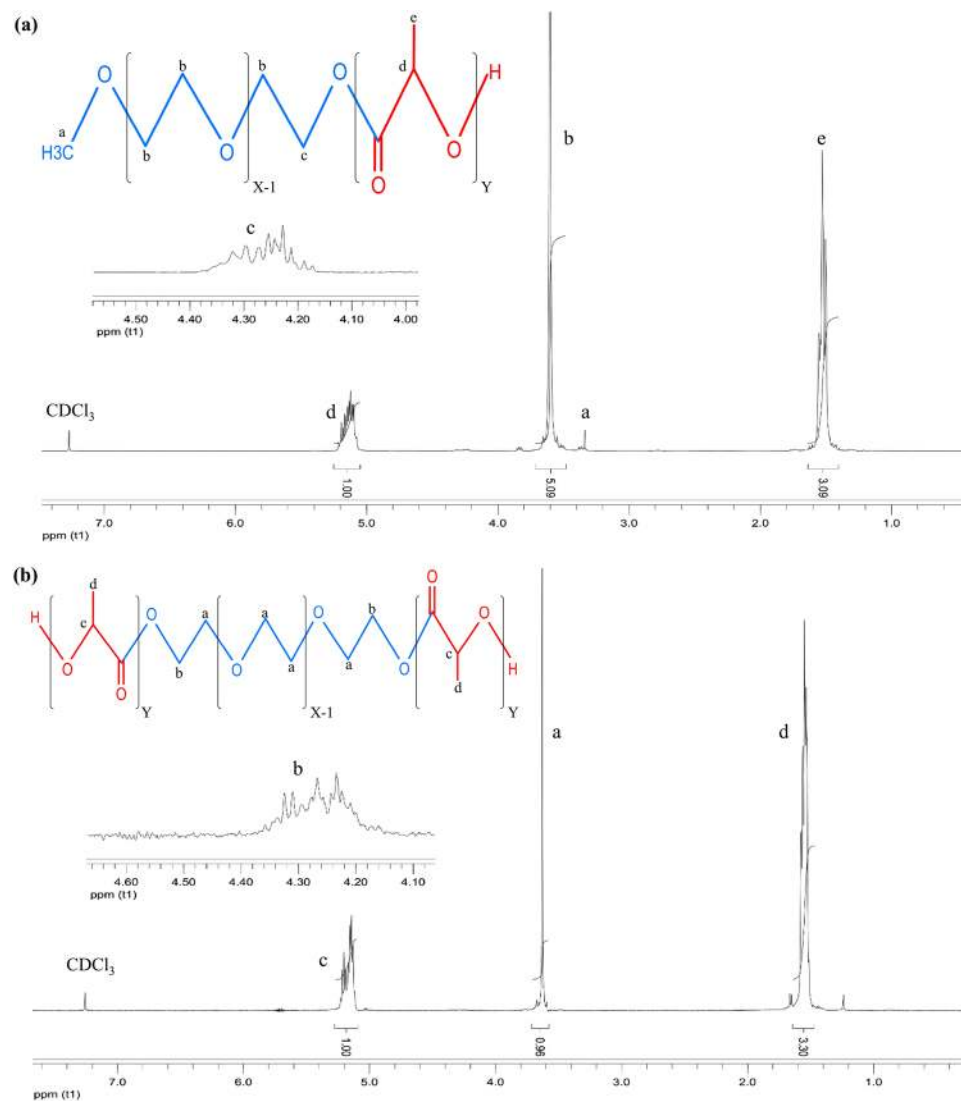 (a)
e
b
b
d
O
O
O
H
a
O
O
H3C
b
c
O
X-1
Y
c
b
e
4.50 4.40 4.30 4.20 4.10 4.00
ppm (t1)
CDCl3
d
a
1.00
5.09
3.09
7.0 6.0 5.0 4.0 3.0 2.0 1.0
ppm (t1)
(b)
d
O
H
c
O
a
a
O
b
O
O
b
O
a
a
O
c
H
O
d
Y
X-1
Y
b
a
d
4.60 4.50 4.40 4.30 4.20 4.10
ppm (t1)
CDCl3
c
1.00
0.96
3.30
7.0 6.0 5.0 4.0 3.0 2.0 1.0
ppm (t1)